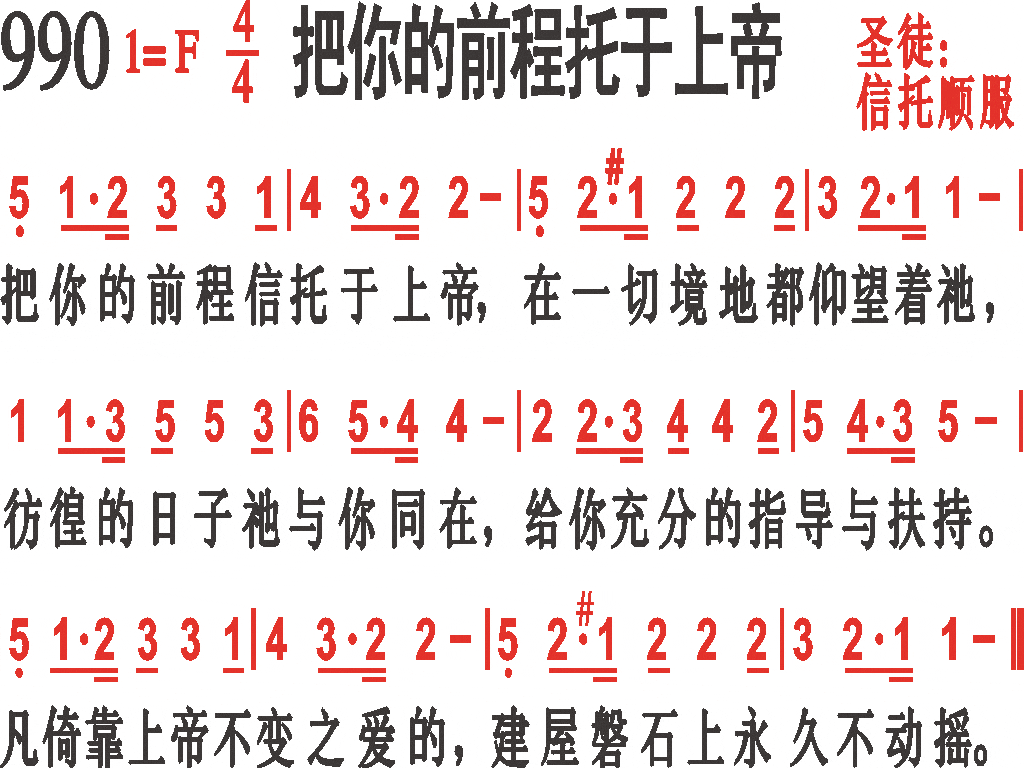 990 1=F 4/4 把你的前程托于上帝 圣徒：
信托顺服
5 1·2 3 3 1|4 3·2 2-|5 2·#1 2 2 2|3 2·1 1-|
把你的前程信托于上帝，在一切境地都仰望着祂，
1 1·3 5 5 3|6 5·4 4-|2 2·3 4 4 2|5 4·3 5-|
彷徨的日子祂与你同在，给你充分的指导与扶持。
5 1·2 3 3 1|4 3·2 2-|5 2·#1 2 2 2|3 2·1 1-‖
凡倚靠上帝不变之爱的，建屋磐石上永久不动摇。